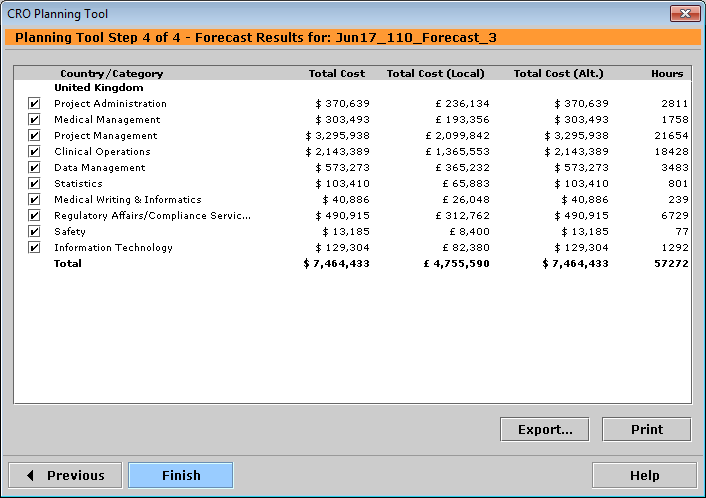 CRO Planning Tool
Planning Tool Step 4 of 4 - Forecast Results for: Jun17_110_Forecast_3
Country/Category Total Cost Total Cost (Local) Total Cost (Alt.) Hours
United Kingdom
Project Administration $ 370,639 £ 236,134 $ 370,639 2811
Medical Management $ 303,493 £ 193,356 $ 303,493 1758
Project Management $ 3,295,938 £ 2,099,842 $ 3,295,938 21654
Clinical Operations $ 2,143,389 £ 1,365,553 $ 2,143,389 18428
Data Management $ 573,273 £ 365,232 $ 573,273 3483
Statistics $ 103,410 £ 65,883 $ 103,410 801
Medical Writing & Informatics $ 40,886 £ 26,048 $ 40,886 239
Regulatory Affairs/Compliance Servic... $ 490,915 £ 312,762 $ 490,915 6729
Safety $ 13,185 £ 8,400 $ 13,185 77
Information Technology $ 129,304 £ 82,380 $ 129,304 1292
Total $ 7,464,433 £ 4,755,590 $ 7,464,433 57272
Export... Print
Previous Finish Help